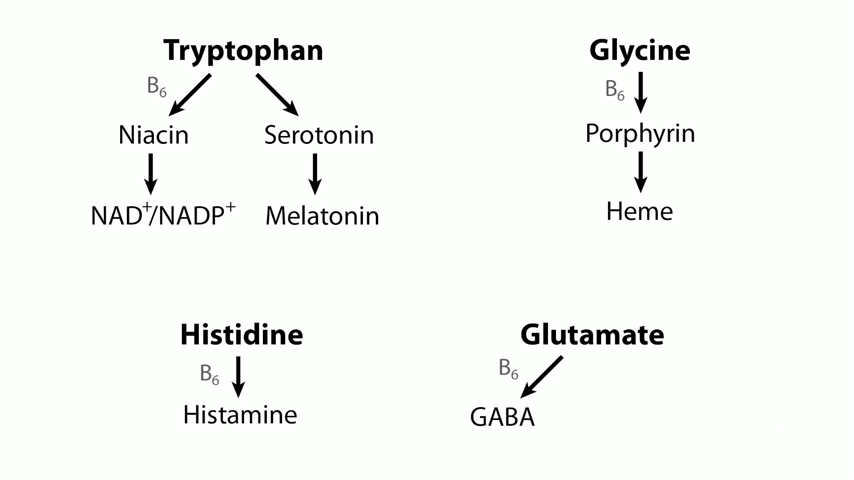 Tryptophan
B₆
Niacin
Serotonin
NAD⁺/NADP⁺
Melatonin
Glycine
B₆
Porphyrin
Heme
Histidine
B₆
Histamine
Glutamate
B₆
GABA